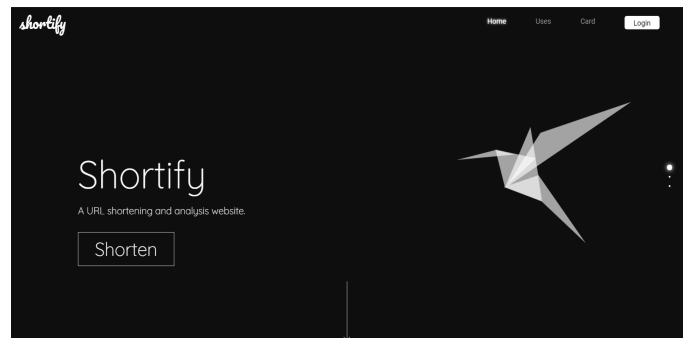 shortify
Home Uses Card Login
Shortify
A URL shortening and analysis website.
Shorten